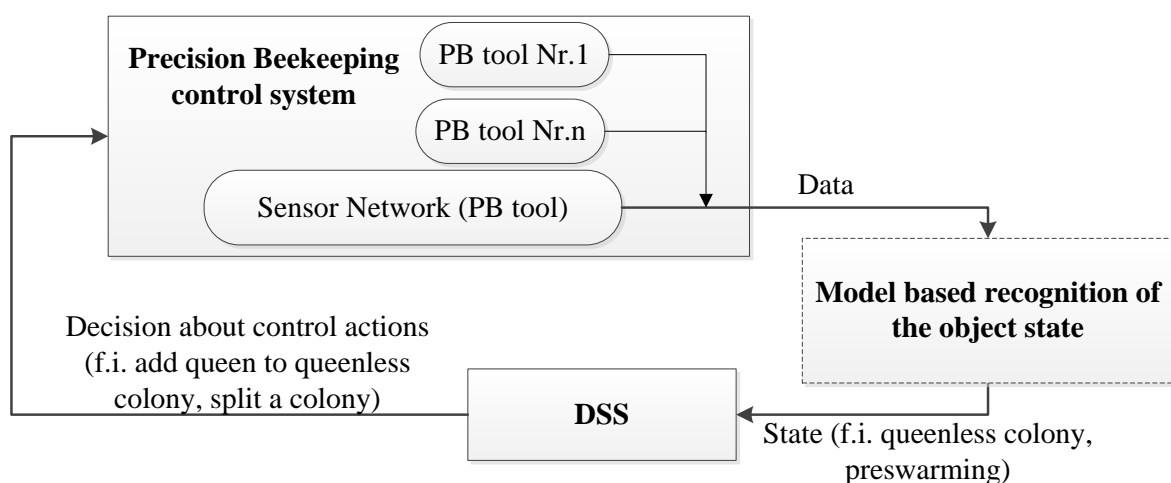 Precision Beekeeping
control system
PB tool Nr.1
PB tool Nr.n
Sensor Network (PB tool)
Data
Model based recognition of
the object state
Decision about control actions
(f.i. add queen to queenless
colony, split a colony)
DSS
State (f.i. queenless colony,
preswarming)